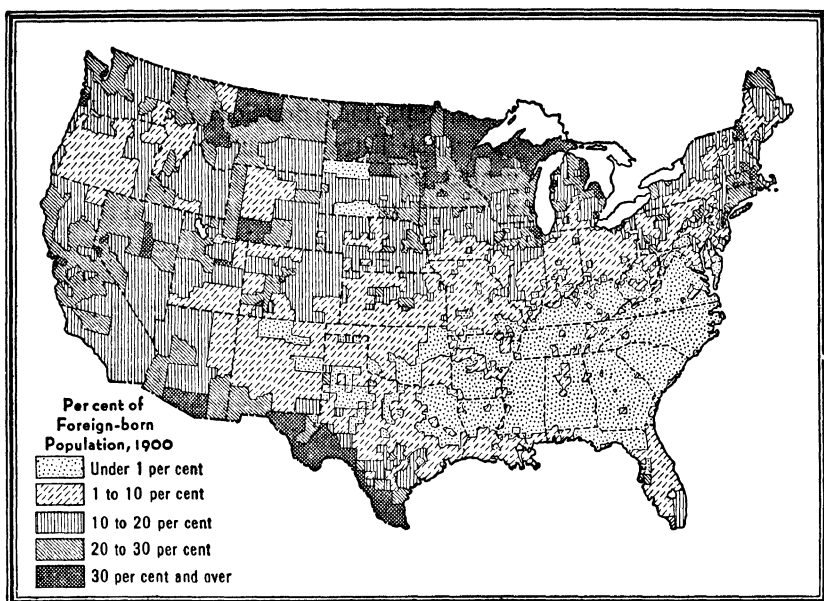 Per cent of
Foreign-born
Population, 1900
Under 1 per cent
1 to 10 per cent
10 to 20 per cent
20 to 30 per cent
30 per cent and over